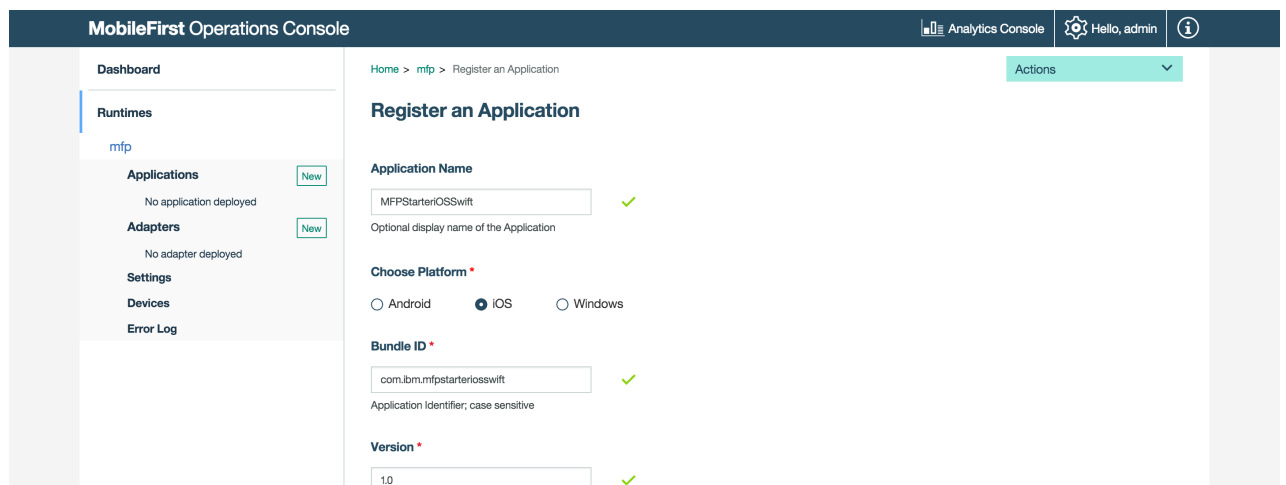 MobileFirst Operations Console
Analytics Console
Hello, admin
Dashboard
Runtimes
mfp
Applications New
No application deployed
Adapters New
No adapter deployed
Settings
Devices
Error Log
Home > mfp > Register an Application
Actions
Register an Application
Application Name
MFPStarteriOSSwift
Optional display name of the Application
Choose Platform *
Android iOS Windows
Bundle ID *
com.ibm.mfpstarteriosswift
Application Identifier; case sensitive
Version *
1.0